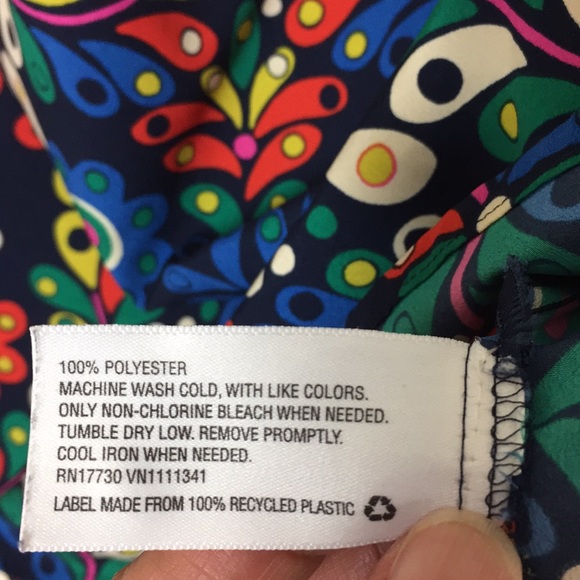 100% POLYESTER
MACHINE WASH COLD, WITH LIKE COLORS.
ONLY NON-CHLORINE BLEACH WHEN NEEDED.
TUMBLE DRY LOW. REMOVE PROMPTLY.
COOL IRON WHEN NEEDED.
RN17730 VN1111341
LABEL MADE FROM 100% RECYCLED PLASTIC